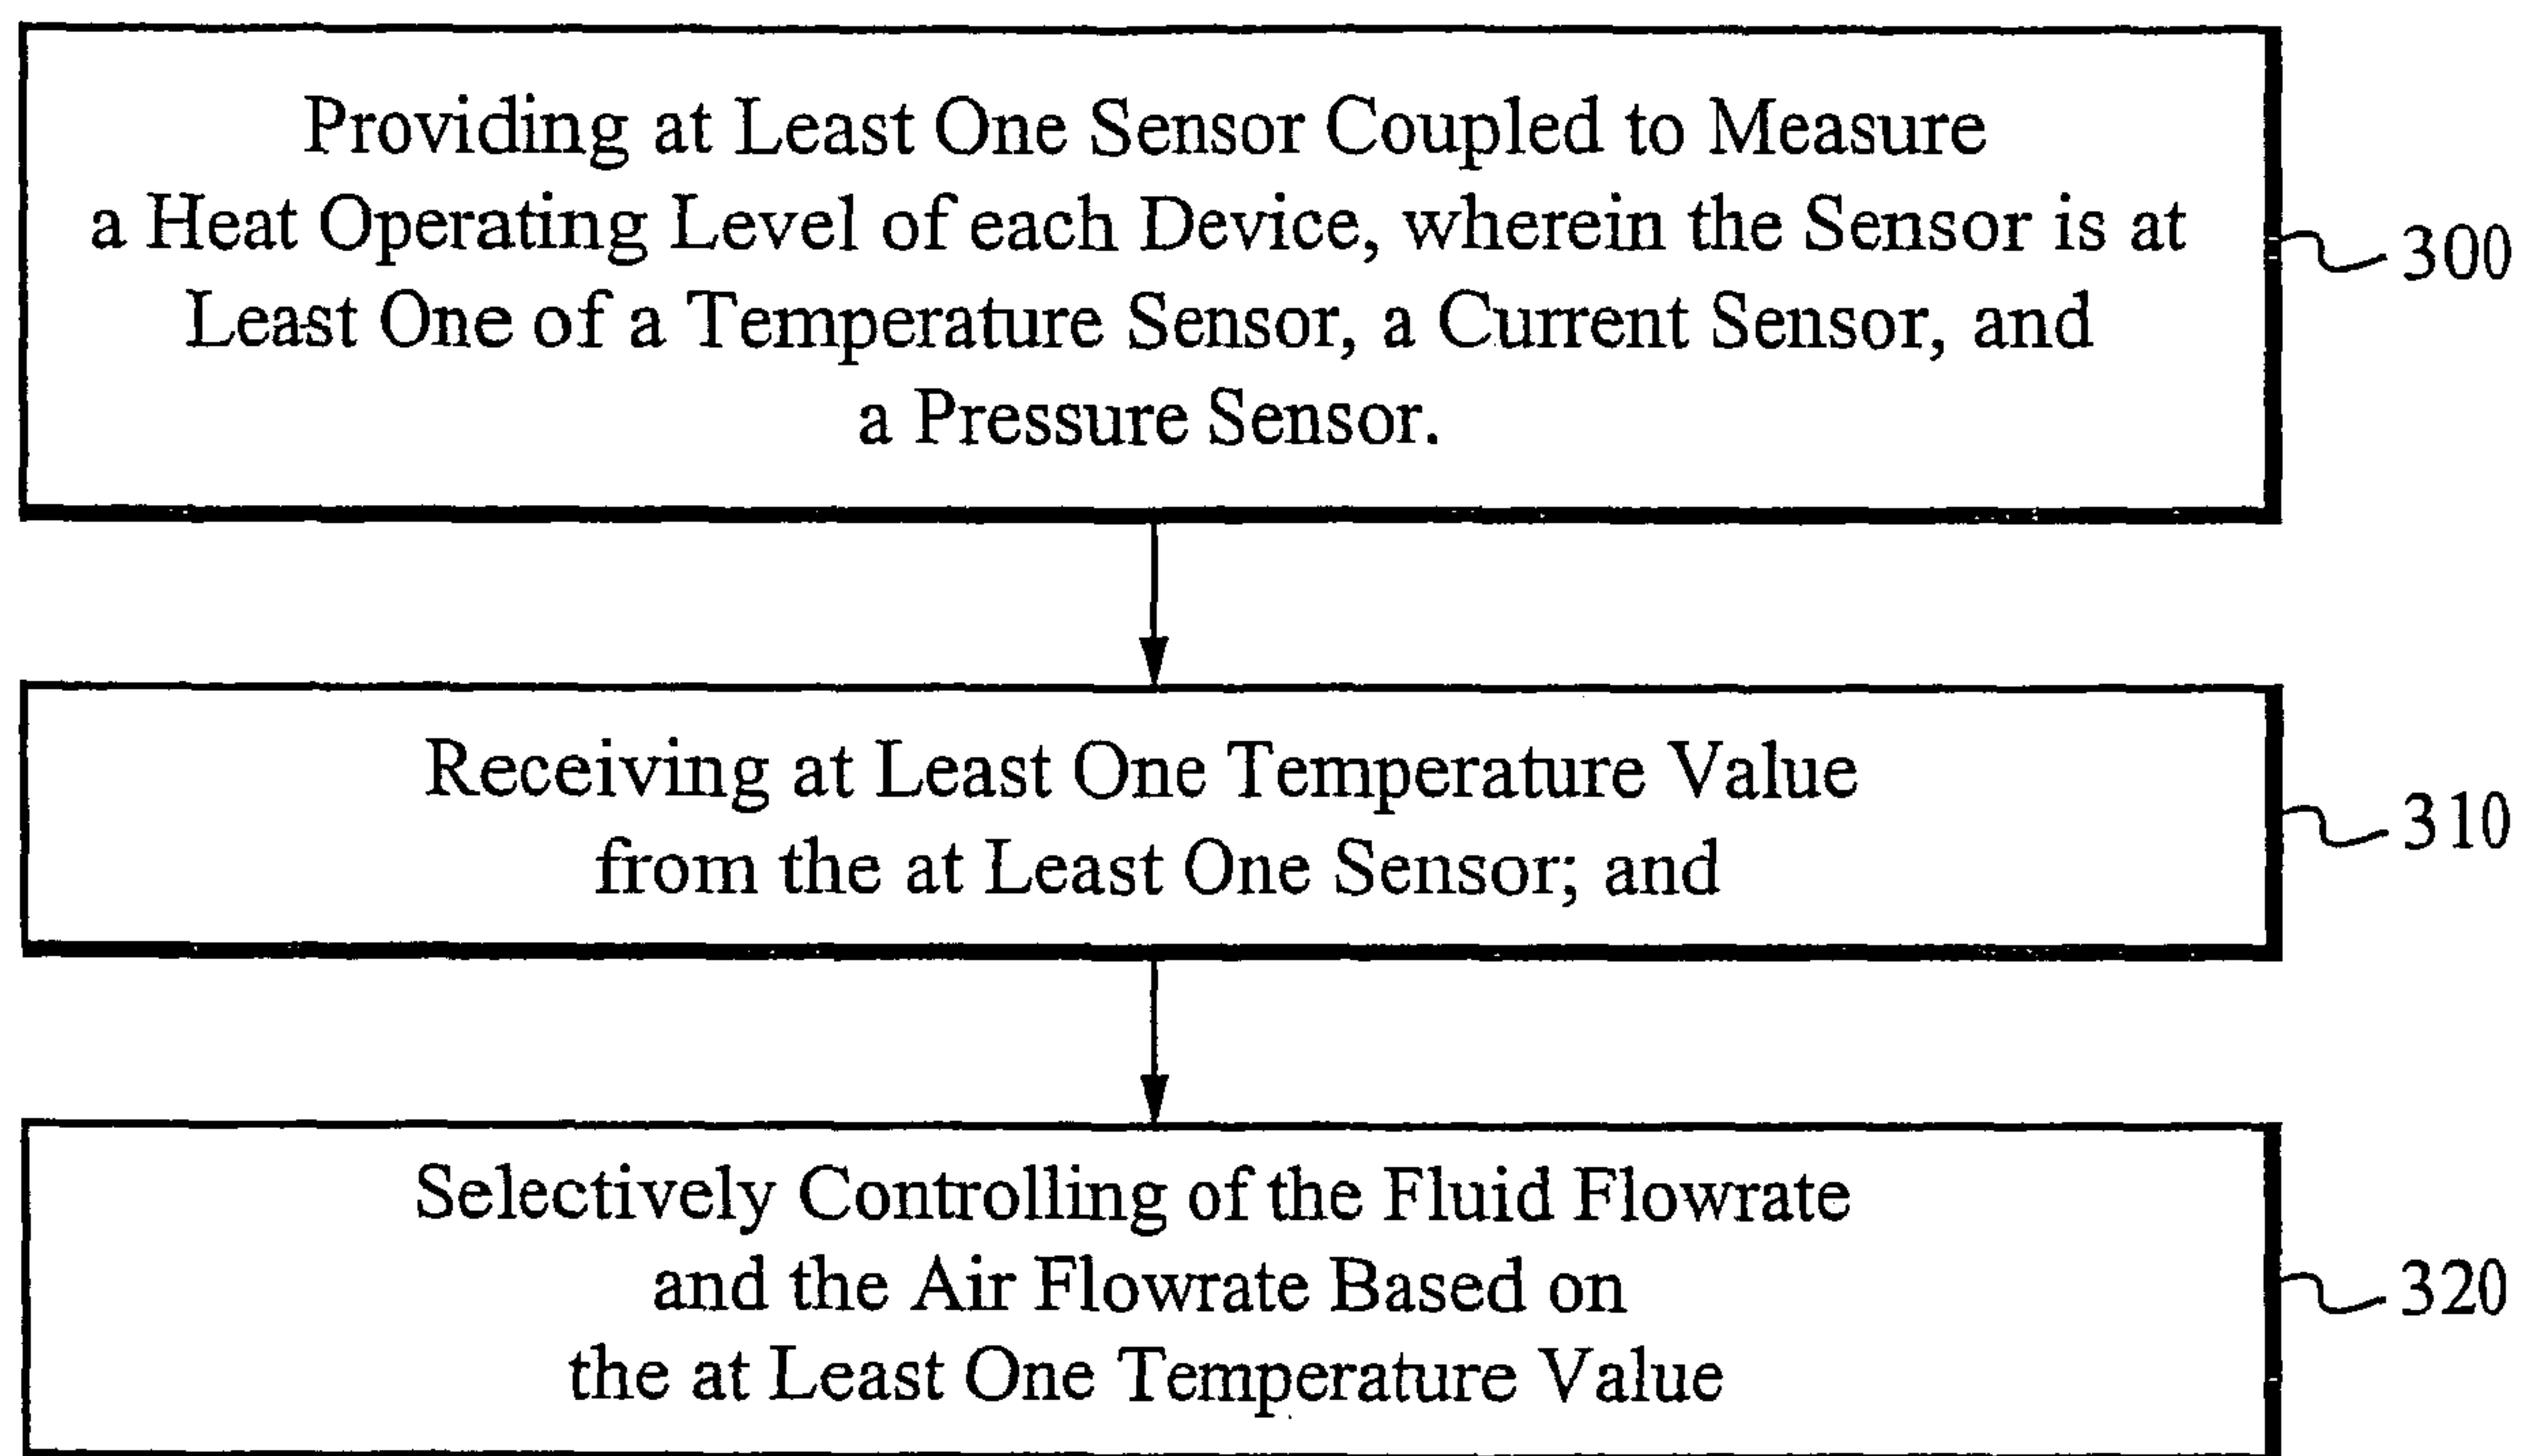 Providing at Least One Sensor Coupled to Measure
a Heat Operating Level of each Device, wherein the Sensor is at
Least One of a Temperature Sensor, a Current Sensor, and
a Pressure Sensor.
300
Receiving at Least One Temperature Value
from the at Least One Sensor; and
310
Selectively Controlling of the Fluid Flowrate
and the Air Flowrate Based on
the at Least One Temperature Value
320